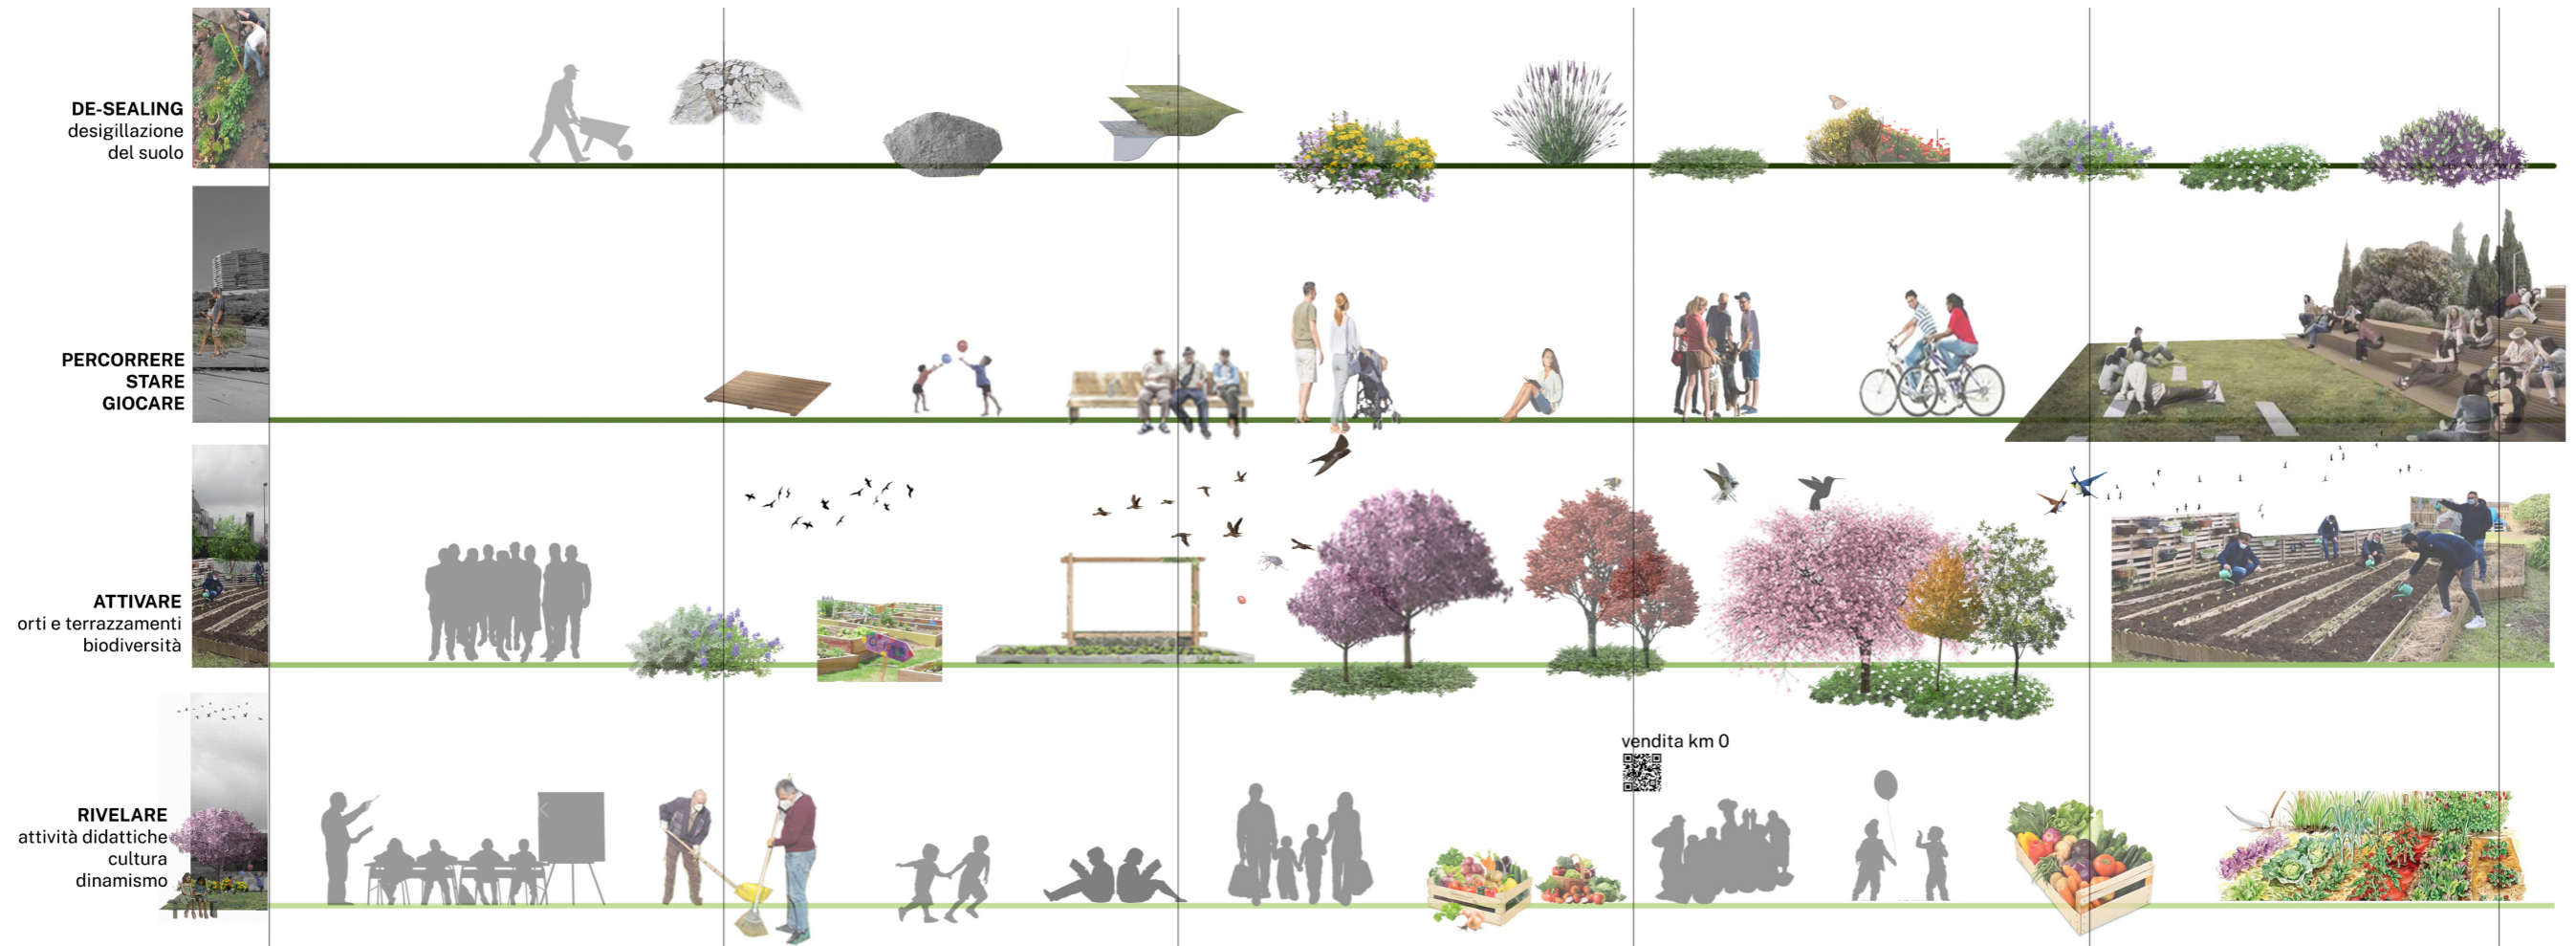 DE-SEALING
desigillazione
del suolo
PERCORRERE
STARE
GIOCARE
ATTIVARE
orti e terrazzamenti
biodiversità
vendita km 0
RIVELARE
attività didattiche
cultura
dinamismo